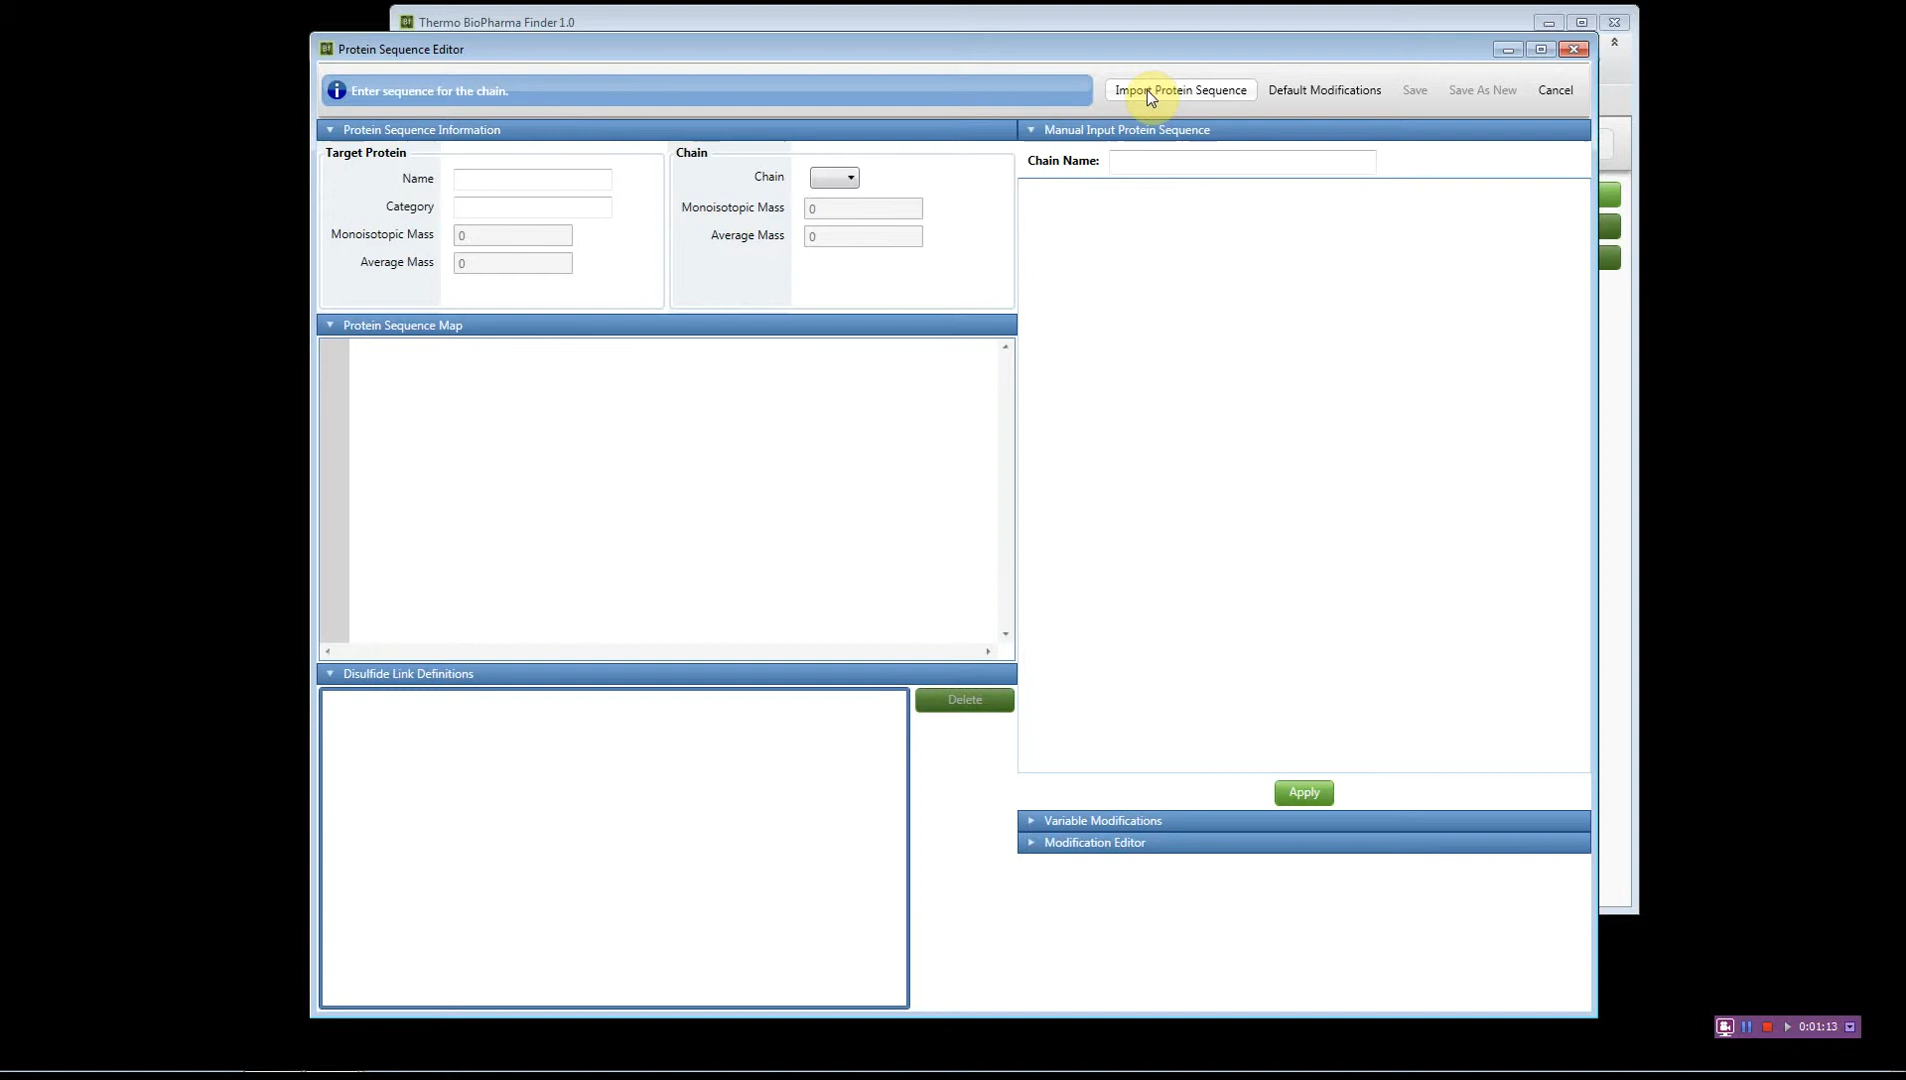 Thermo BioPharma Finder 1.0
Protein Sequence Editor
Enter sequence for the chain.
Import Protein Sequence
Default Modifications
Save
Save As New
Cancel
Protein Sequence Information
Manual Input Protein Sequence
Target Protein
Name
Category
Monoisotopic Mass
0
Average Mass
0
Chain
Chain
Monoisotopic Mass
0
Average Mass
0
Chain Name:
Protein Sequence Map
Disulfide Link Definitions
Delete
Apply
Variable Modifications
Modification Editor
0:01:13